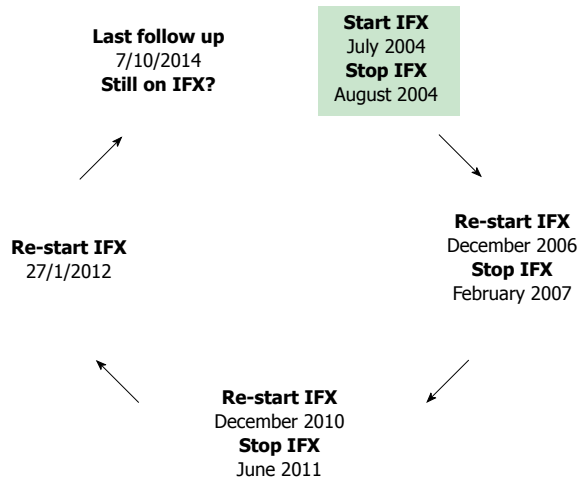 Start IFX
July 2004
Stop IFX
August 2004
Re-start IFX
December 2006
Stop IFX
February 2007
Re-start IFX
December 2010
Stop IFX
June 2011
Re-start IFX
27/1/2012
Last follow up
7/10/2014
Still on IFX?